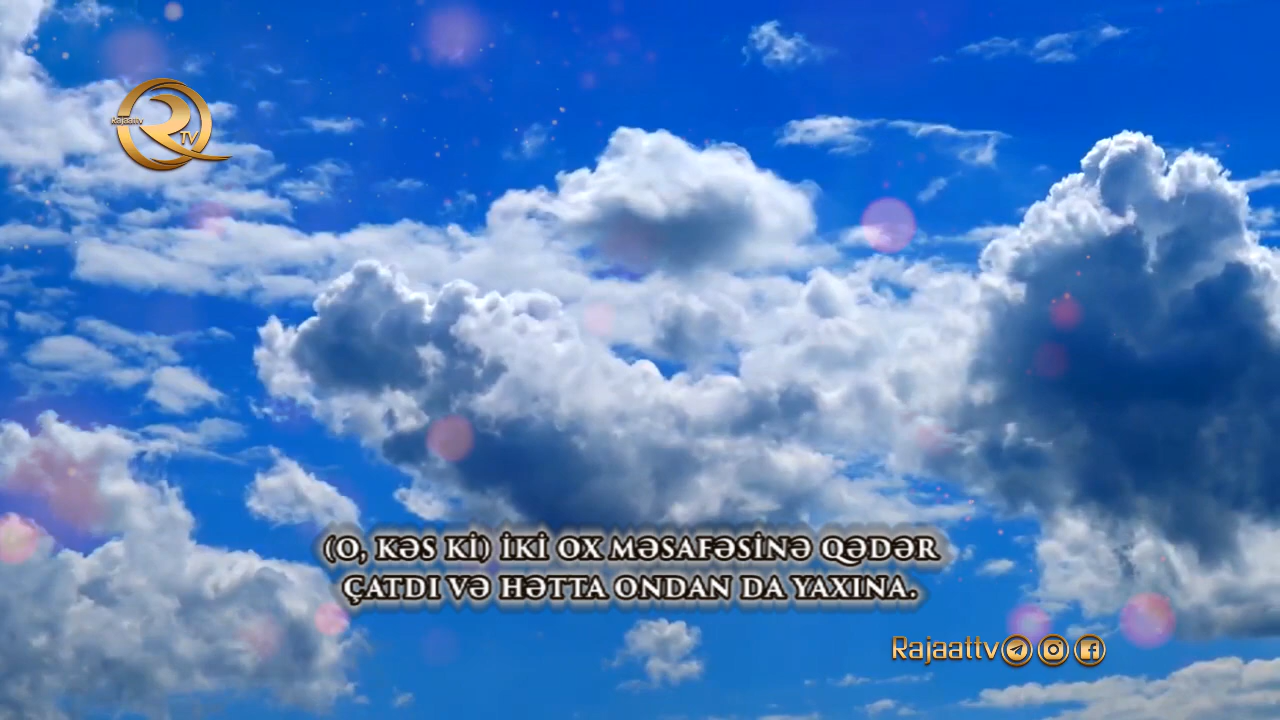 Rajaattv
TV
(O, KƏS Kİ) İKİ OX MƏSAFƏSİNƏ QƏDƏR
ÇATDI VƏ HƏTTA ONDAN DA YAXINA.
Rajaattv